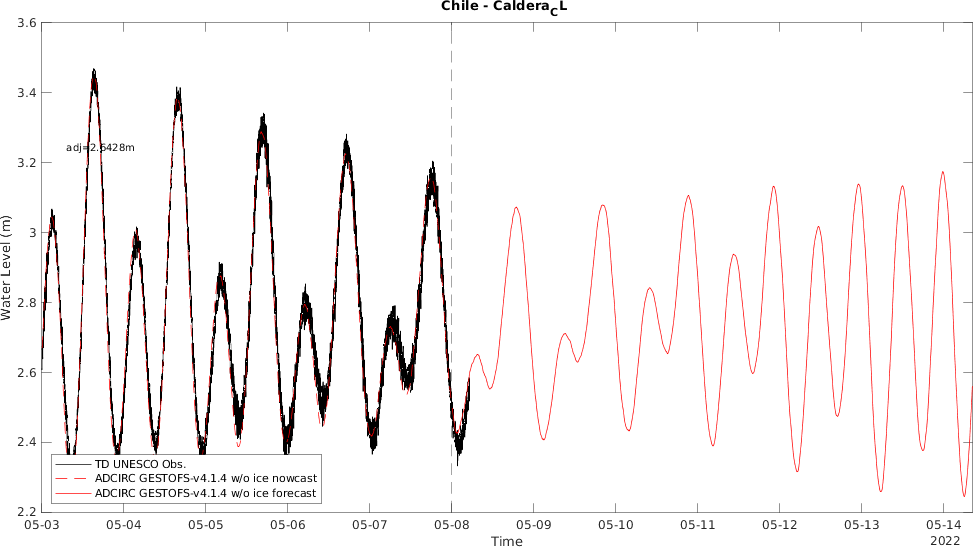 Chile - Caldera_CL
3.6
3.4
adj=2.6428m
3.2
3
Water Level (m)
2.8
2.6
2.4
TD UNESCO Obs.
ADCIRC GESTOFS-v4.1.4 w/o ice nowcast
ADCIRC GESTOFS-v4.1.4 w/o ice forecast
2.2
05-03 05-04 05-05 05-06 05-07 05-08 05-09 05-10 05-11 05-12 05-13 05-14
Time
2022